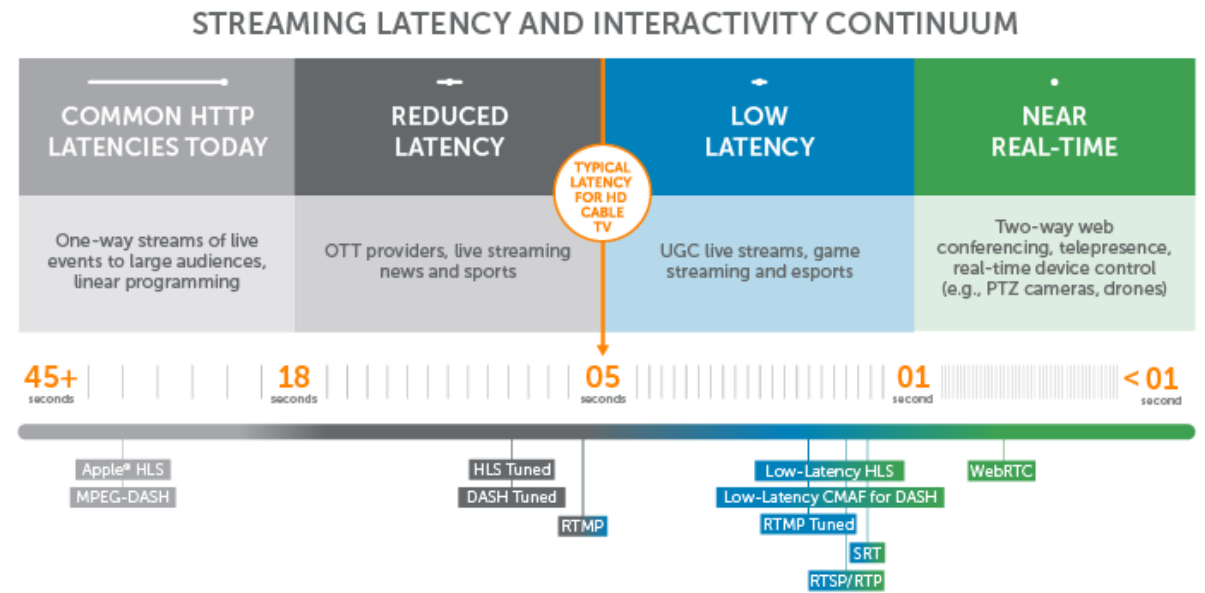 STREAMING LATENCY AND INTERACTIVITY CONTINUUM
COMMON HTTP
LATENCIES TODAY
REDUCED
LATENCY
LOW
LATENCY
NEAR
REAL-TIME
TYPICAL
LATENCY
FOR HD
CABLE
TV
One-way streams of live
events to large audiences,
linear programming
OTT providers, live streaming
news and sports
UGC live streams, game
streaming and esports
Two-way web
conferencing, telepresence,
real-time device control
(e.g., PTZ cameras, drones)
45+
seconds
18
seconds
05
seconds
01
second
< 01
second
Apple® HLS
MPEG-DASH
HLS Tuned
DASH Tuned
RTMP
Low-Latency HLS
Low-Latency CMAF for DASH
RTMP Tuned
SRT
RTSP/RTP
WebRTC